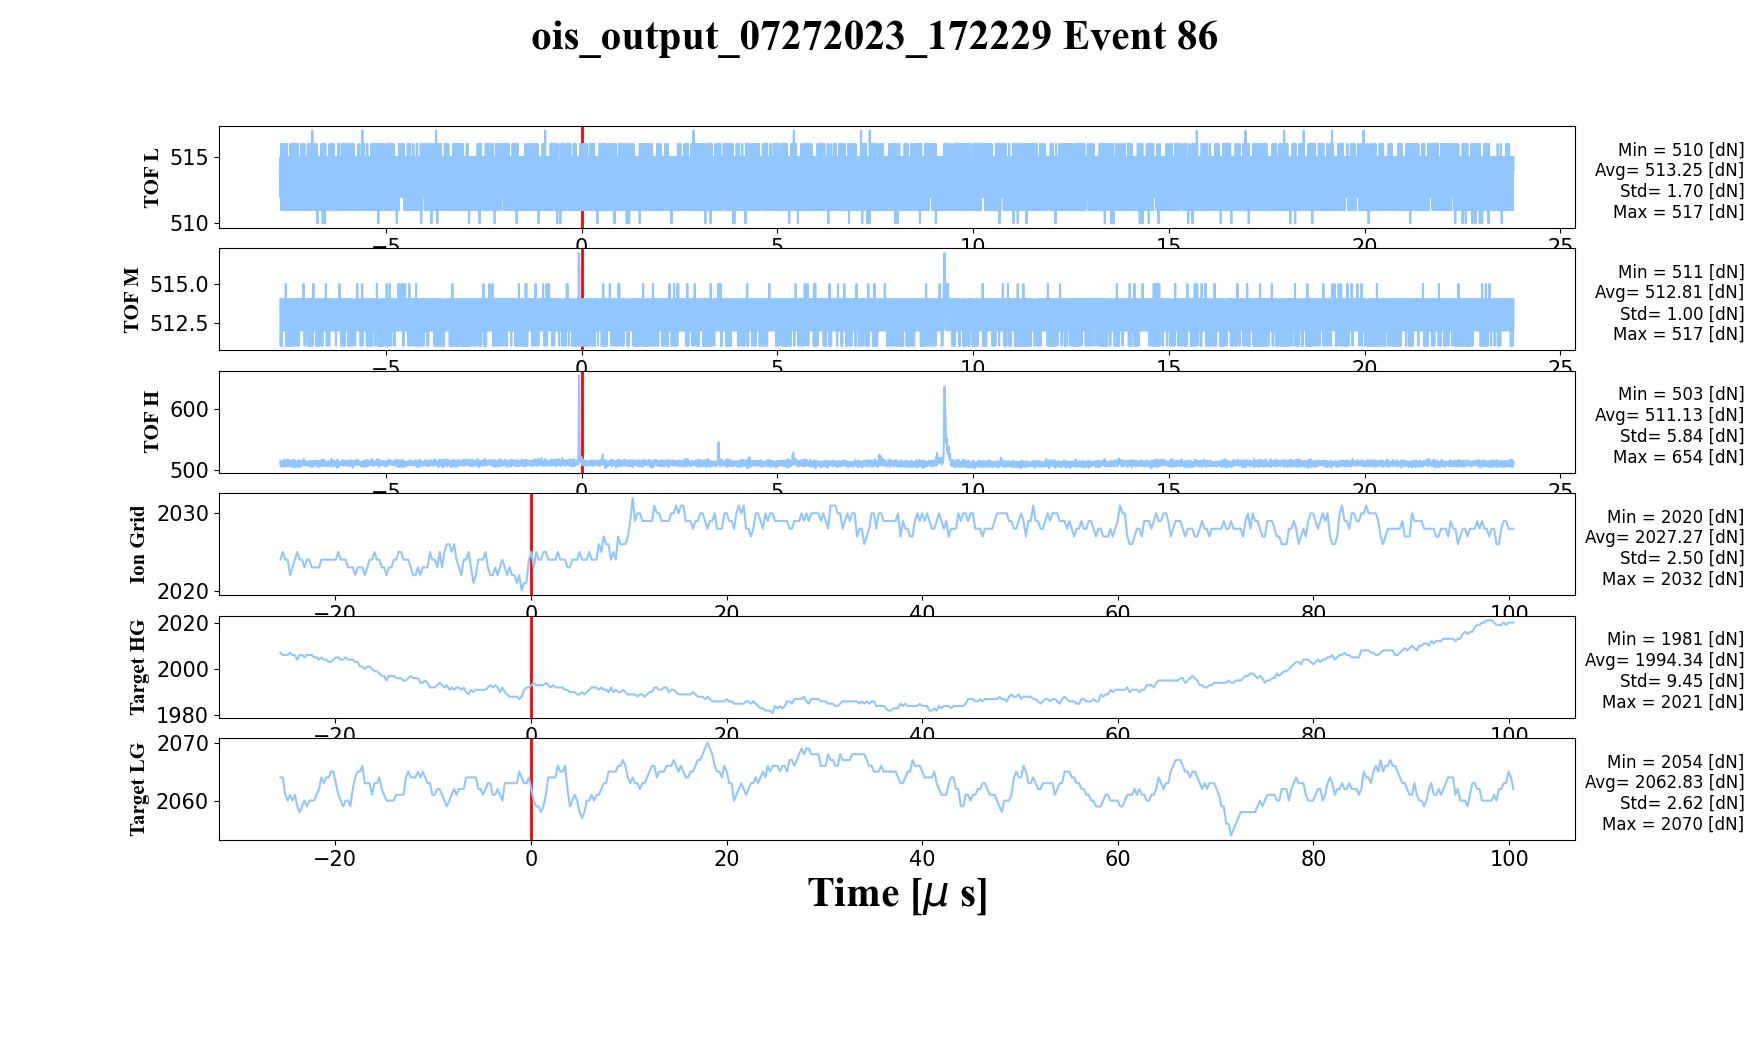 ois_output_07272023_172229 Event 86
TOF L
515
510
Min = 510 [dN]
Avg= 513.25 [dN]
Std= 1.70 [dN]
Max = 517 [dN]
−5 0 5 10 15 20 25
TOF M
515.0
512.5
Min = 511 [dN]
Avg= 512.81 [dN]
Std= 1.00 [dN]
Max = 517 [dN]
−5 0 5 10 15 20 25
TOF H
600
500
Min = 503 [dN]
Avg= 511.13 [dN]
Std= 5.84 [dN]
Max = 654 [dN]
−5 0 5 10 15 20 25
Ion Grid
2030
2020
Min = 2020 [dN]
Avg= 2027.27 [dN]
Std= 2.50 [dN]
Max = 2032 [dN]
−20 0 20 40 60 80 100
Target HG
2020
2000
1980
Min = 1981 [dN]
Avg= 1994.34 [dN]
Std= 9.45 [dN]
Max = 2021 [dN]
−20 0 20 40 60 80 100
Target LG
2070
2060
Min = 2054 [dN]
Avg= 2062.83 [dN]
Std= 2.62 [dN]
Max = 2070 [dN]
−20 0 20 40 60 80 100
Time [μ s]